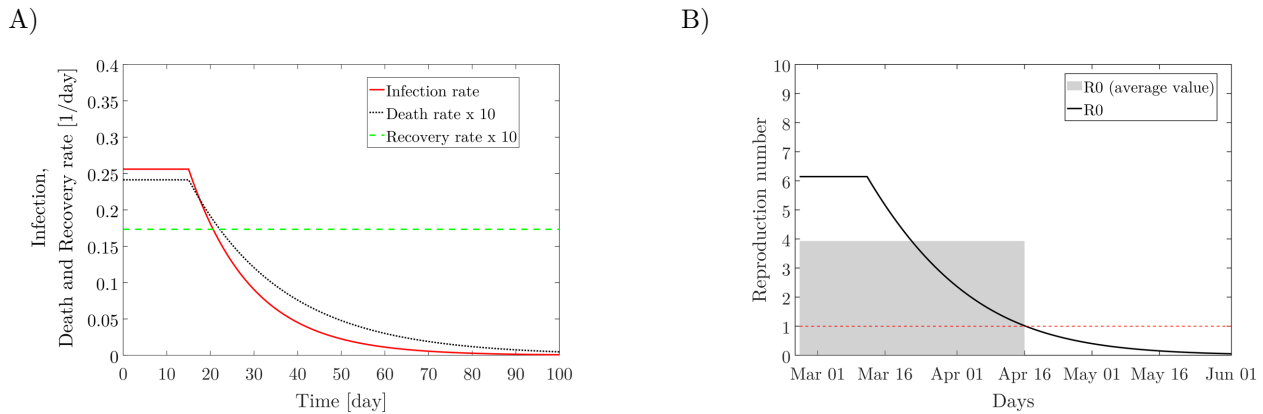 A)
Infection,
Death and Recovery rate [1/day]
0.4
0.35
0.3
0.25
0.2
0.15
0.1
0.05
0
Infection rate
Death rate x 10
Recovery rate x 10
0 10 20 30 40 50 60 70 80 90 100
Time [day]
B)
Reproduction number
10
9
8
7
6
5
4
3
2
1
0
R0 (average value)
R0
Mar 01 Mar 16 Apr 01 Apr 16 May 01 May 16 Jun 01
Days